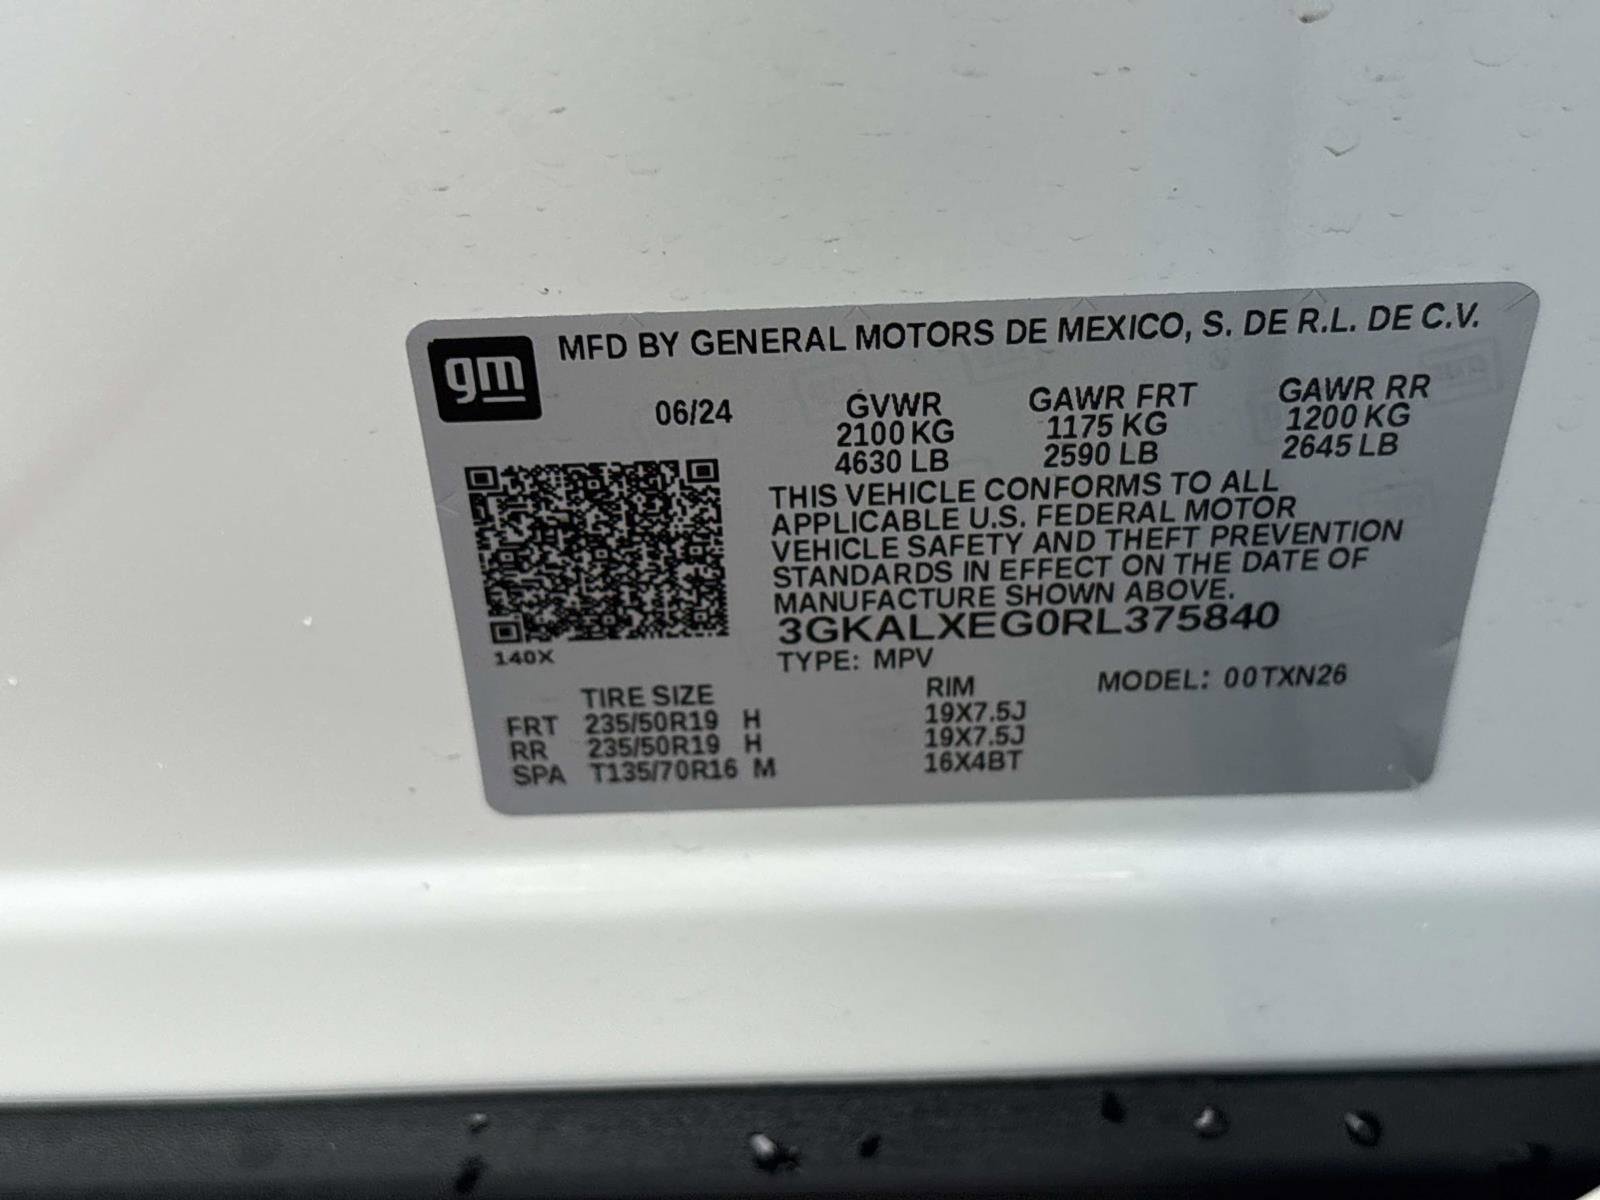 gm
MFD BY GENERAL MOTORS DE MEXICO, S. DE R.L. DE C.V.
06/24 GVWR GAWR FRT GAWR RR
2100 KG 1175 KG 1200 KG
4630 LB 2590 LB 2645 LB
THIS VEHICLE CONFORMS TO ALL
APPLICABLE U.S. FEDERAL MOTOR
VEHICLE SAFETY AND THEFT PREVENTION
STANDARDS IN EFFECT ON THE DATE OF
MANUFACTURE SHOWN ABOVE.
3GKALXEG0RL375840
140X
TYPE: MPV
MODEL: 00TXN26
TIRE SIZE RIM
FRT 235/50R19 H 19X7.5J
RR 235/50R19 H 19X7.5J
SPA T135/70R16 M 16X4BT